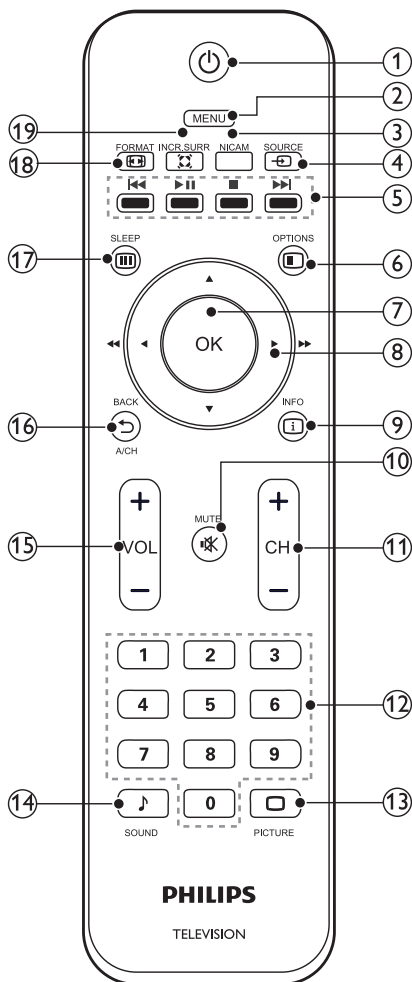 1
2
MENU
19
3
FORMAT INCR.SURR NICAM SOURCE
18
4
5
SLEEP OPTIONS
17
6
7
OK
8
BACK INFO
16
9
A/CH
10
+ MUTE +
15
VOL CH
11
− −
1 2 3
4 5 6
12
7 8 9
14
0
13
SOUND PICTURE
PHILIPS
TELEVISION